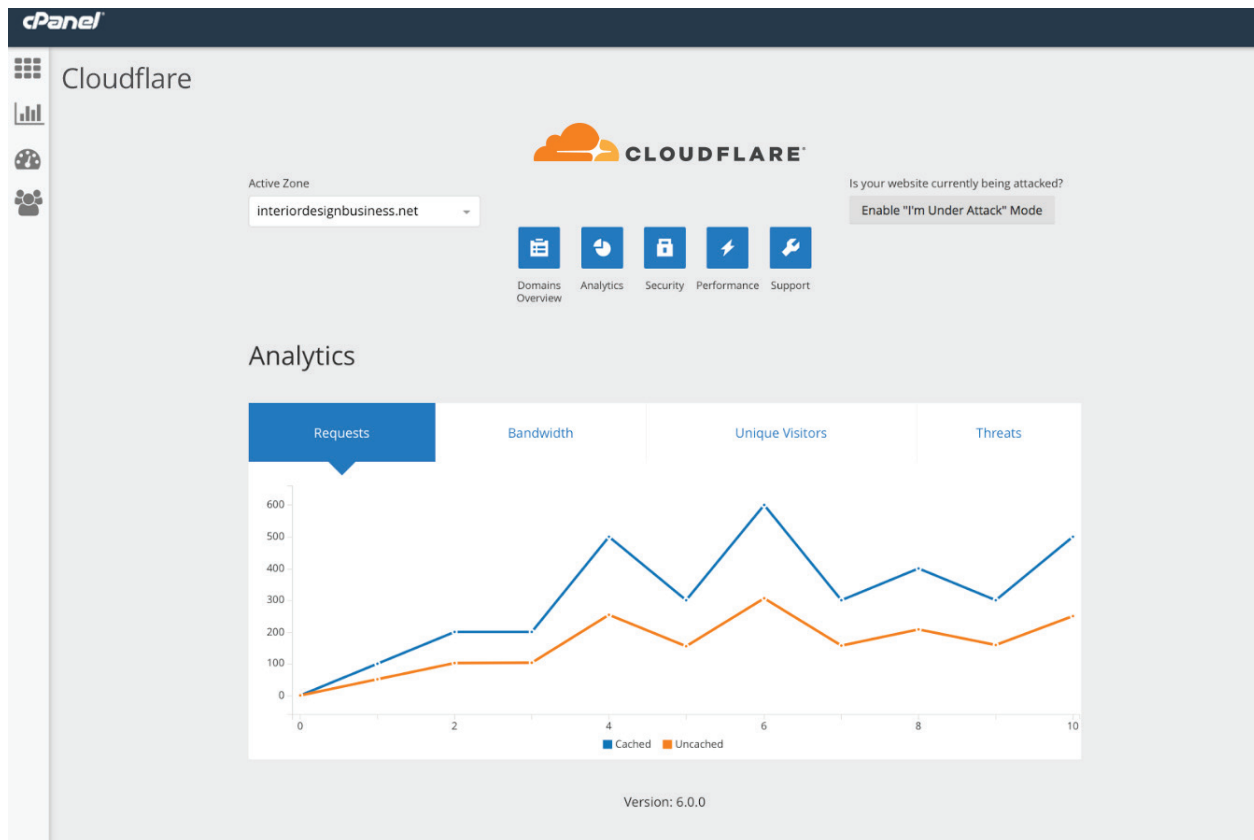 cPanel®
Cloudflare
CLOUDFLARE®
Active Zone
interiordesignbusiness.net
Is your website currently being attacked?
Enable "I'm Under Attack" Mode
Domains
Overview
Analytics
Security
Performance
Support
Analytics
Requests
Bandwidth
Unique Visitors
Threats
600
500
400
300
200
100
0
0
2
4
6
8
10
Cached
Uncached
Version: 6.0.0